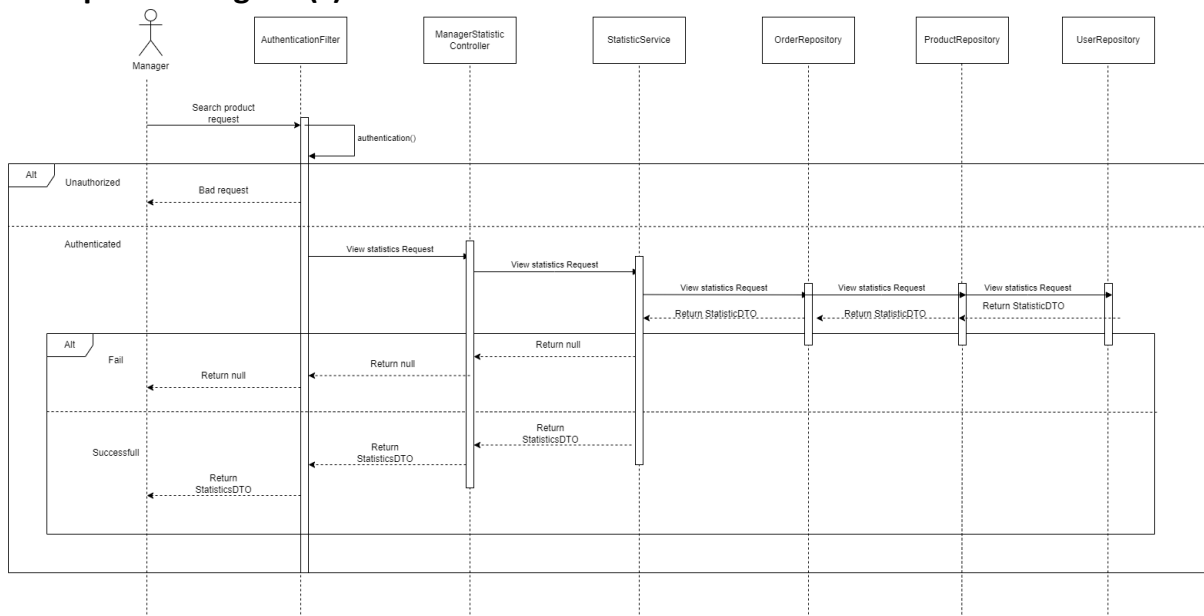 Manager
AuthenticationFilter
ManagerStatistic
Controller
StatisticService
OrderRepository
ProductRepository
UserRepository
Search product
request
authentication()
Alt
Unauthorized
Bad request
Authenticated
View statistics Request
View statistics Request
View statistics Request
View statistics Request
View statistics Request
Return StatisticDTO
Return StatisticDTO
Return StatisticDTO
Alt
Fail
Return null
Return null
Return null
Successfull
Return
StatisticsDTO
Return
StatisticsDTO
Return
StatisticsDTO